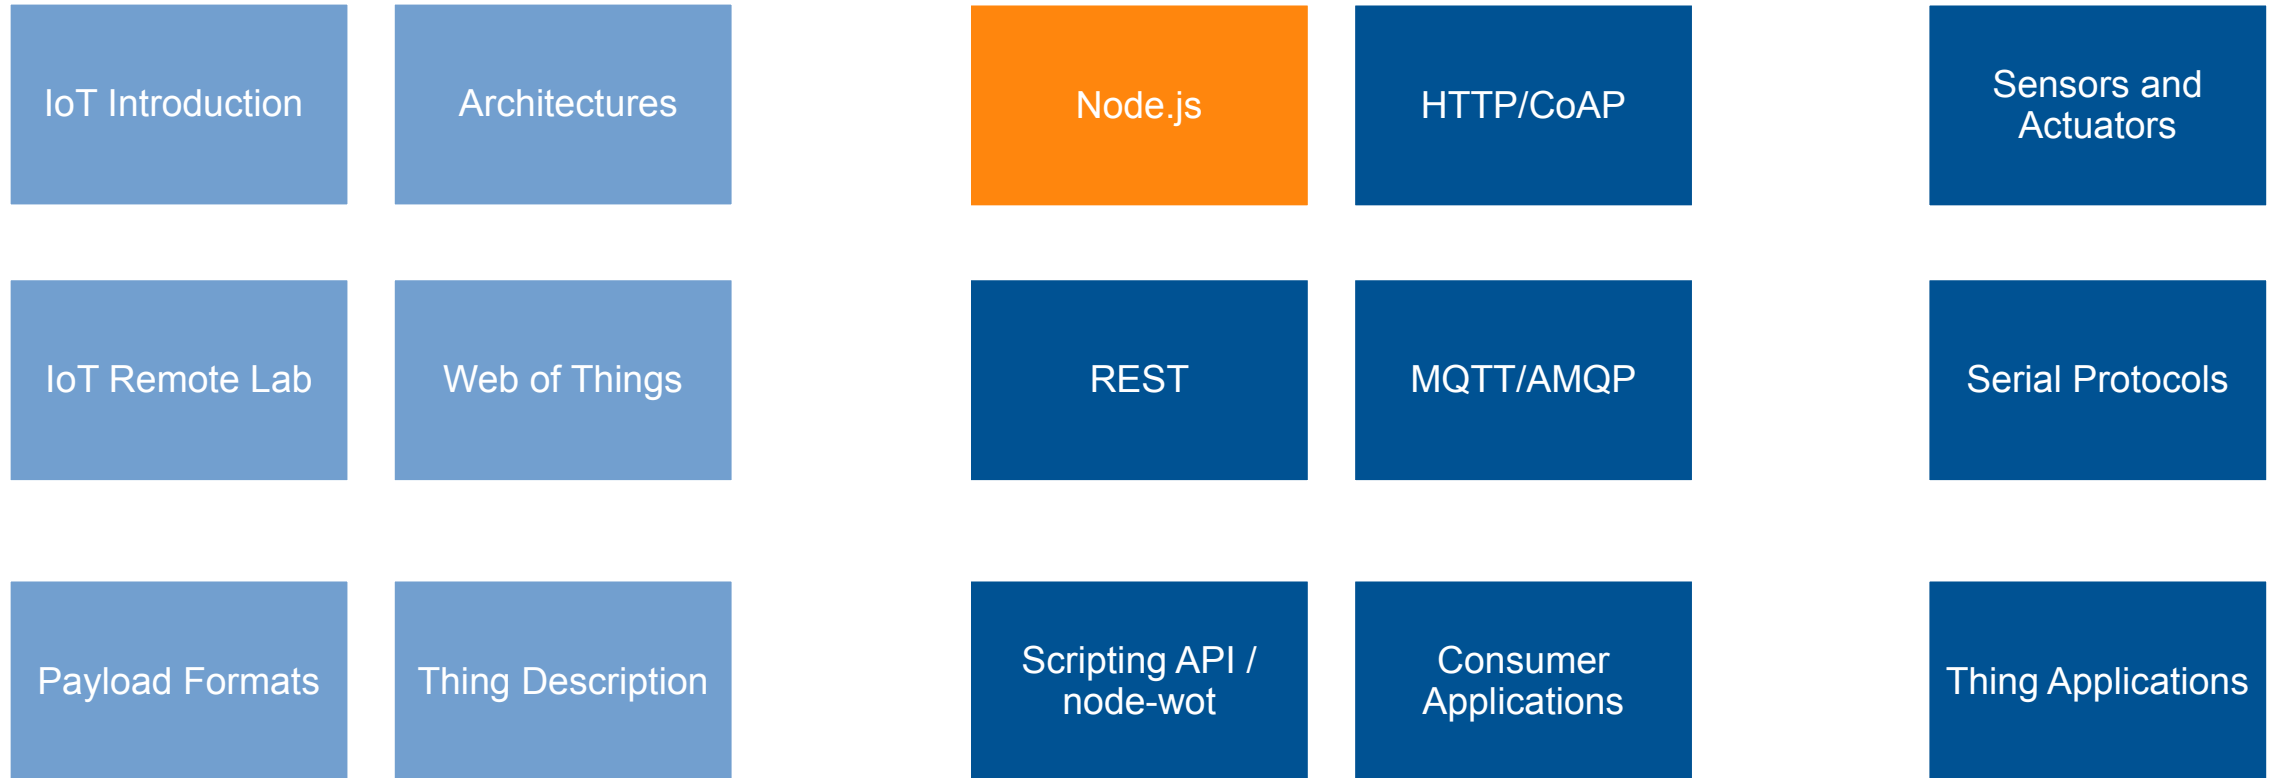 IoT Introduction
Architectures
Node.js
HTTP/CoAP
Sensors and
Actuators
IoT Remote Lab
Web of Things
REST
MQTT/AMQP
Serial Protocols
Payload Formats
Thing Description
Scripting API /
node-wot
Consumer
Applications
Thing Applications